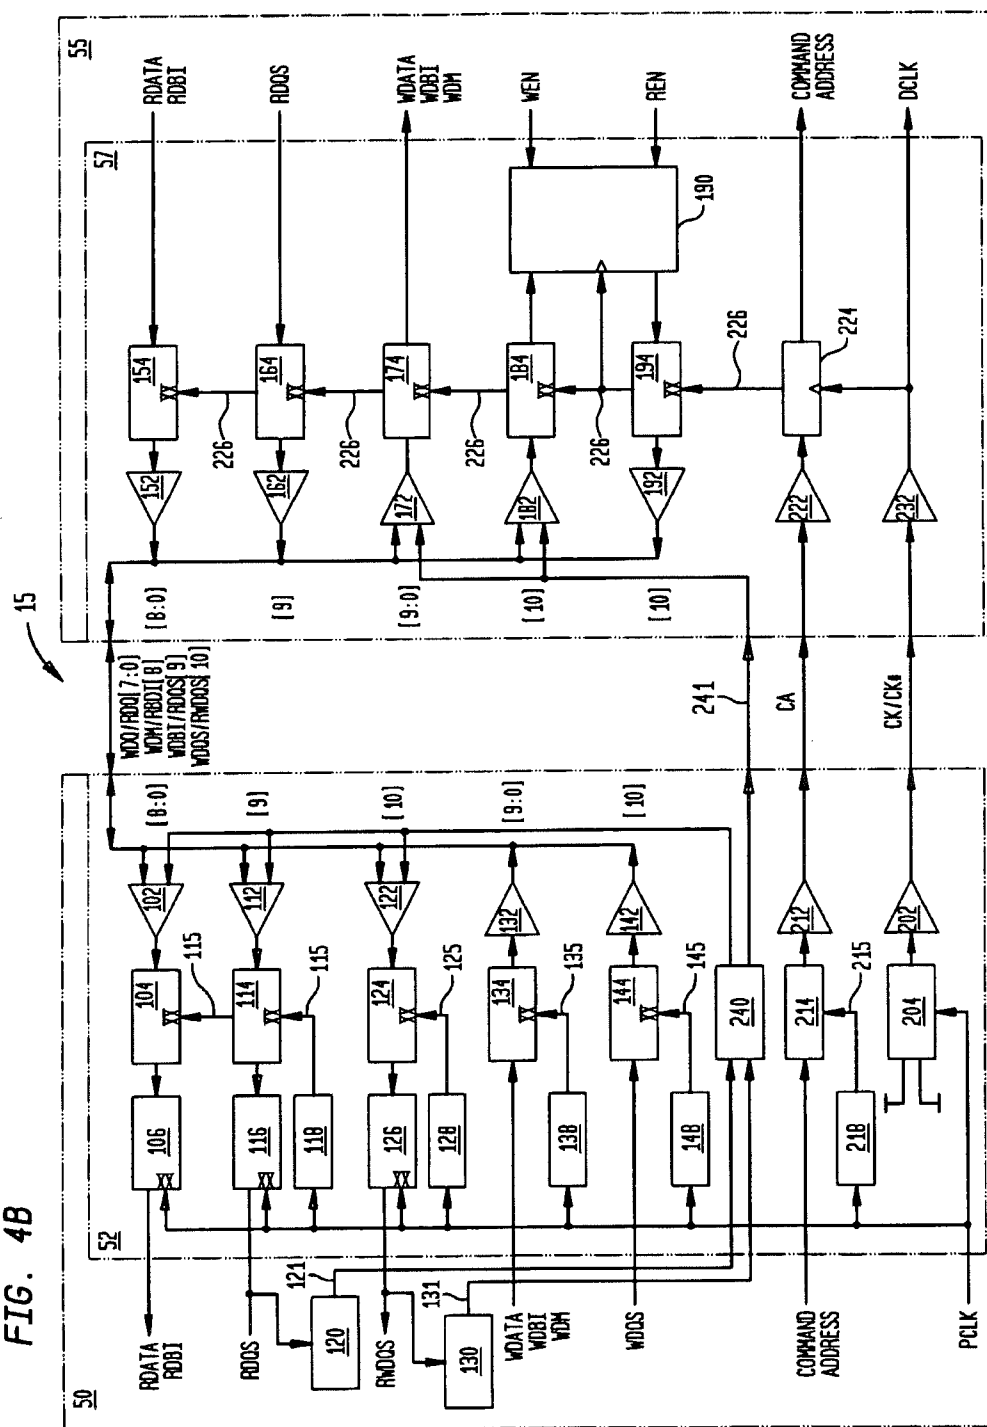 FIG. 4B
15
50
52
57
55
RDATA
RDBI
106
104
115
102
[8:0]
WDQ/RDQ[7:0]
WDM/RBDI[8]
WDBI/RDQS[9]
WDQS/RWDQS[10]
[8:0]
152
154
RDATA
RDBI
226
RDQS
116
114
112
[9]
[9]
162
164
RDQS
121
118
115
226
120
RWDQS
126
124
122
[10]
[9:0]
172
174
WDATA
WDBI
WDM
131
128
125
226
130
WDATA
WDBI
WDM
134
132
[9:0]
[10]
182
184
WEN
138
135
226
WDQS
144
142
[10]
[10]
192
194
REN
190
148
145
240
241
226
COMMAND
ADDRESS
214
212
CA
222
224
COMMAND
ADDRESS
218
215
204
202
CK/CK#
232
DCLK
PCLK